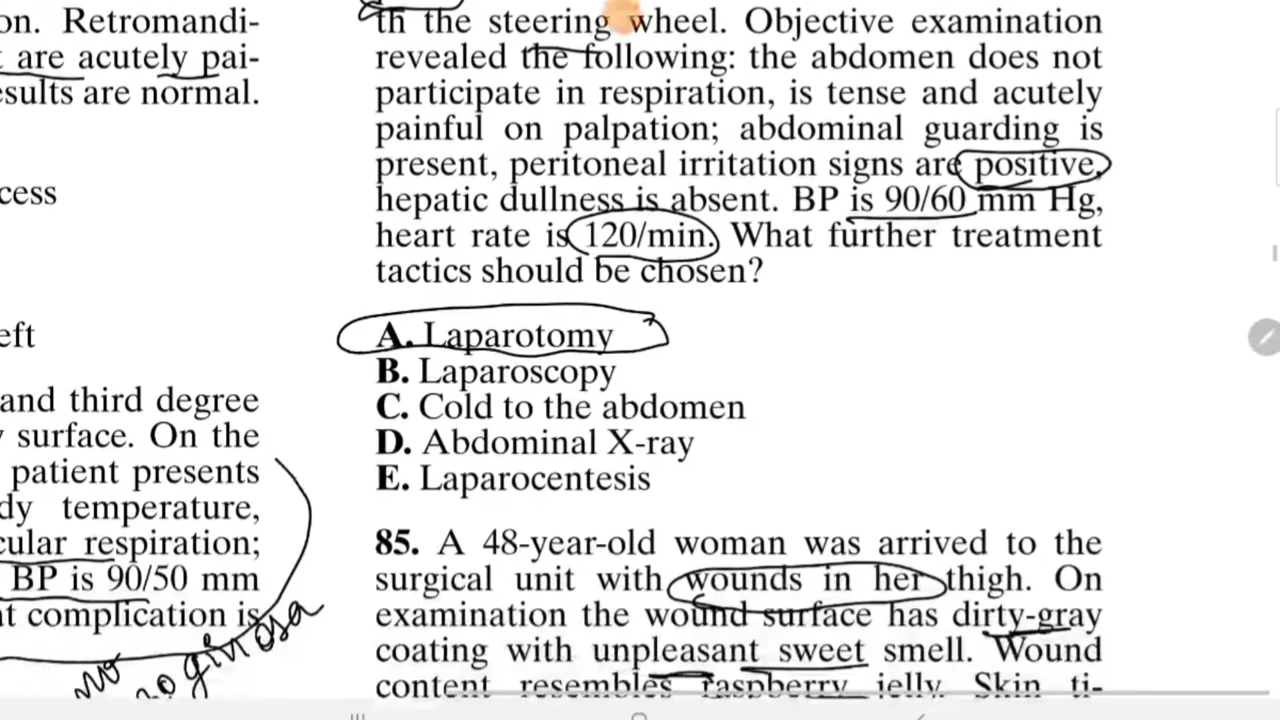 on. Retromandi-
are acutely pai-
esults are normal.
cess
eft
and third degree
surface. On the
patient presents
dy temperature,
cular respiration;
BP is 90/50 mm
nt complication is
no ginosa
th the steering wheel. Objective examination
revealed the following: the abdomen does not
participate in respiration, is tense and acutely
painful on palpation; abdominal guarding is
present, peritoneal irritation signs are positive,
hepatic dullness is absent. BP is 90/60 mm Hg,
heart rate is 120/min. What further treatment
tactics should be chosen?
A. Laparotomy
B. Laparoscopy
C. Cold to the abdomen
D. Abdominal X-ray
E. Laparocentesis
85. A 48-year-old woman was arrived to the
surgical unit with wounds in her thigh. On
examination the wound surface has dirty-gray
coating with unpleasant sweet smell. Wound
content resembles raspberry jelly. Skin ti-